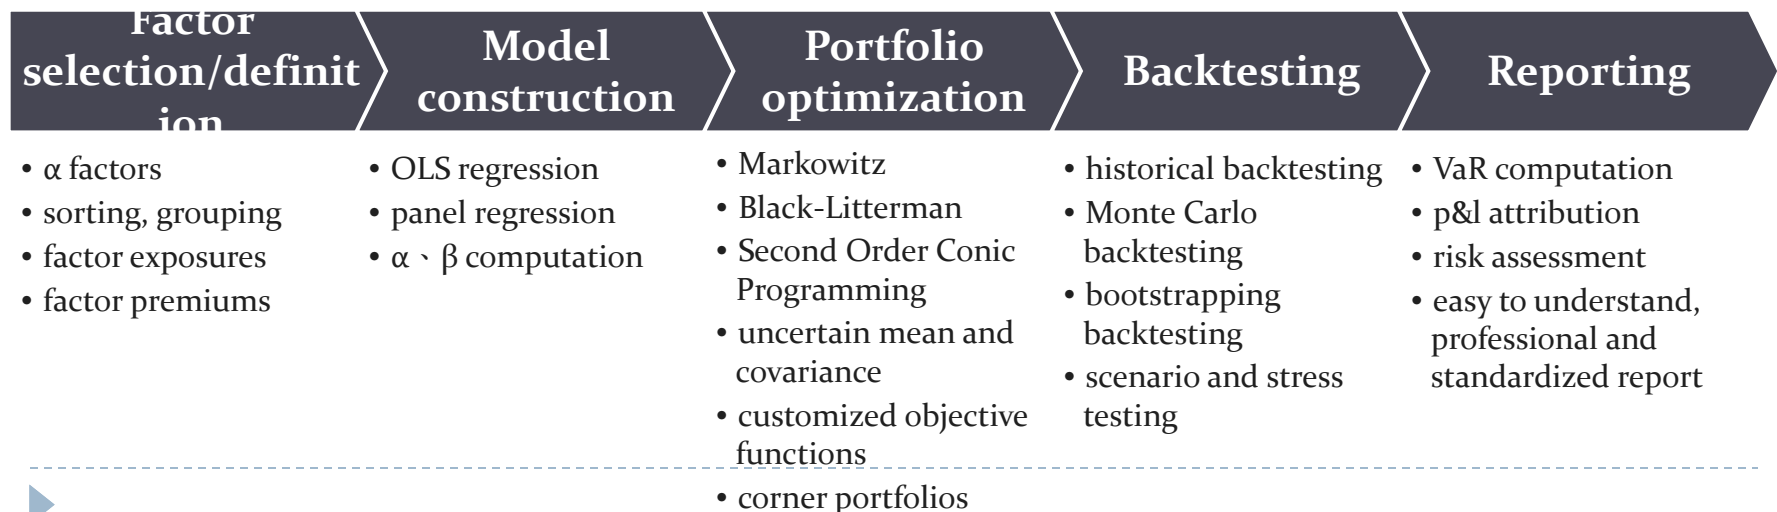 Factor
selection/definit
ion
Model
construction
Portfolio
optimization
Backtesting
Reporting
• α factors
• sorting, grouping
• factor exposures
• factor premiums
• OLS regression
• panel regression
• α、β computation
• Markowitz
• Black-Litterman
• Second Order Conic
Programming
• uncertain mean and
covariance
• customized objective
functions
• corner portfolios
• historical backtesting
• Monte Carlo
backtesting
• bootstrapping
backtesting
• scenario and stress
testing
• VaR computation
• p&l attribution
• risk assessment
• easy to understand,
professional and
standardized report